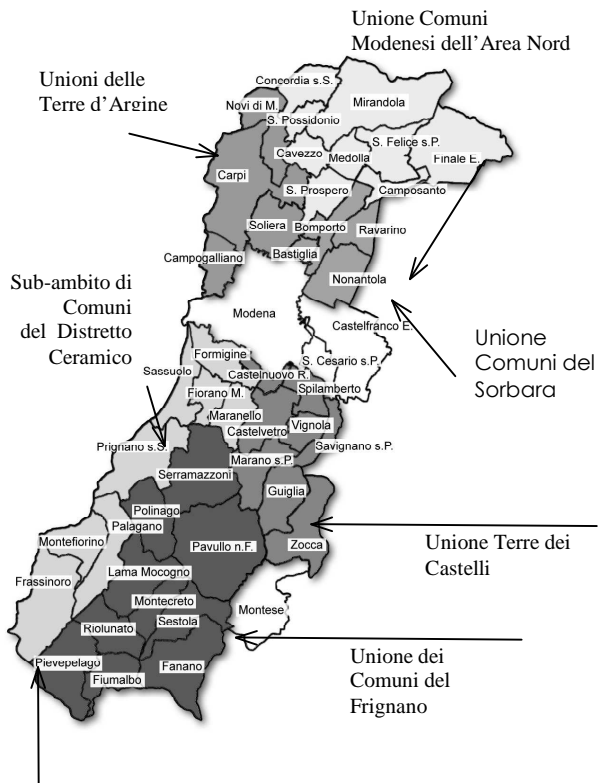 Unione Comuni
Modenesi dell'Area Nord
Unioni delle
Terre d'Argine
Concordia s.S.
Mirandola
Novi di M.
S. Possidonio
S. Felice s.P.
Cavezzo
Medolla
Finale E.
Carpi
S. Prospero
Camposanto
Soliera
Bomporto
Ravarino
Campogalliano
Bastiglia
Nonantola
Sub-ambito di
Comuni
del Distretto
Ceramico
Modena
Castelfranco E.
Unione
Comuni del
Sorbara
Formigine
S. Cesario s.P.
Sassuolo
Castelnuovo R.
Spilamberto
Fiorano M.
Maranello
Vignola
Castelvetro
Prignano s.S.
Savignano s.P.
Marano s.P.
Serramazzoni
Guiglia
Polinago
Palagano
Montefiorino
Pavullo n.F.
Zocca
Unione Terre dei
Castelli
Lama Mocogno
Frassinoro
Montecreto
Montese
Sestola
Riolunato
Pievepelago
Fanano
Fiumalbo
Unione dei
Comuni del
Frignano